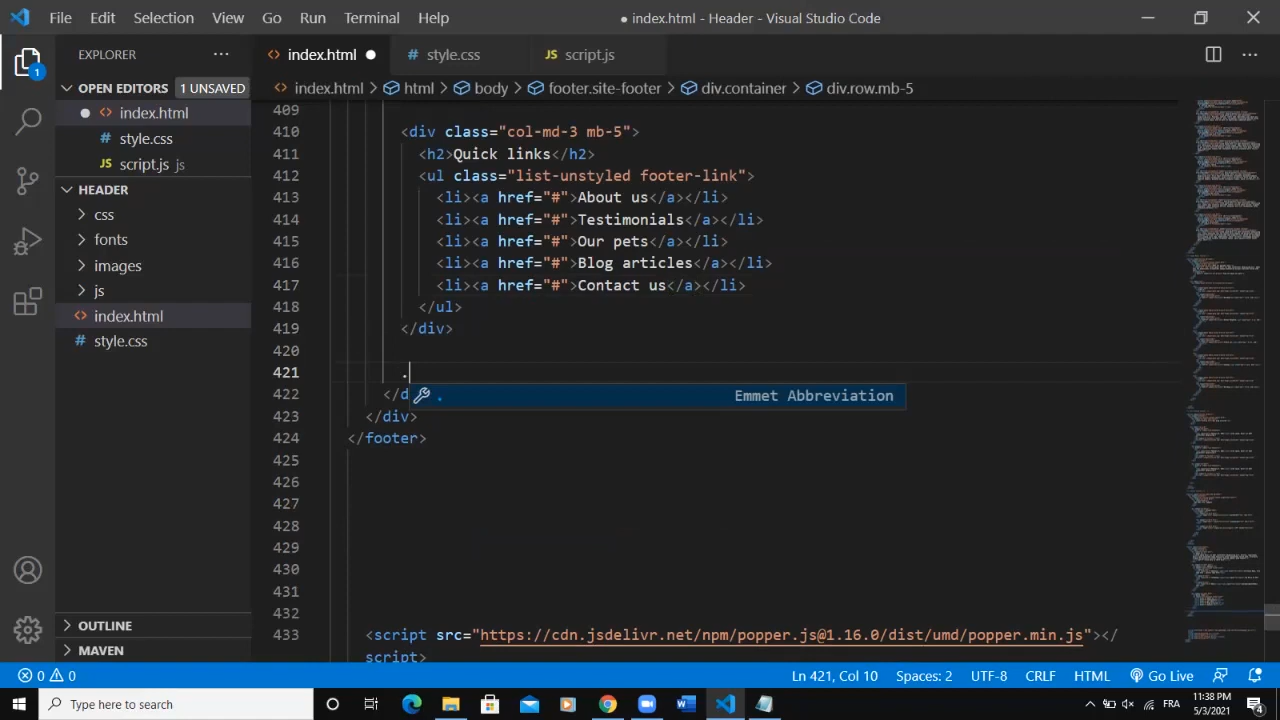 File Edit Selection View Go Run Terminal Help
● index.html - Header - Visual Studio Code
EXPLORER ...
index.html
# style.css
JS script.js
OPEN EDITORS 1 UNSAVED
1
index.html > html > body > footer.site-footer > div.container > div.row.mb-5
index.html
# style.css
JS script.js js
HEADER
css
fonts
images
index.html
# style.css
409
410 <div class="col-md-3 mb-5">
411 <h2>Quick links</h2>
412 <ul class="list-unstyled footer-link">
413 <li><a href="#">About us</a></li>
414 <li><a href="#">Testimonials</a></li>
415 <li><a href="#">Our pets</a></li>
416 <li><a href="#">Blog articles</a></li>
417 <li><a href="#">Contact us</a></li>
418 </ul>
419 </div>
420
421 .
422 </d
. Emmet Abbreviation
423 </div>
424 </footer>
425
426
427
428
429
430
431
432
433 <script src="http://dn.jsdelivr.net/npm/popper.js@1.16.0/dist/umd/popper.min.js"></
script>
OUTLINE
MAVEN
0 0 Ln 421, Col 10 Spaces: 2 UTF-8 CRLF HTML Go Live
Type here to search
FRA
11:38 PM
5/3/2021
4